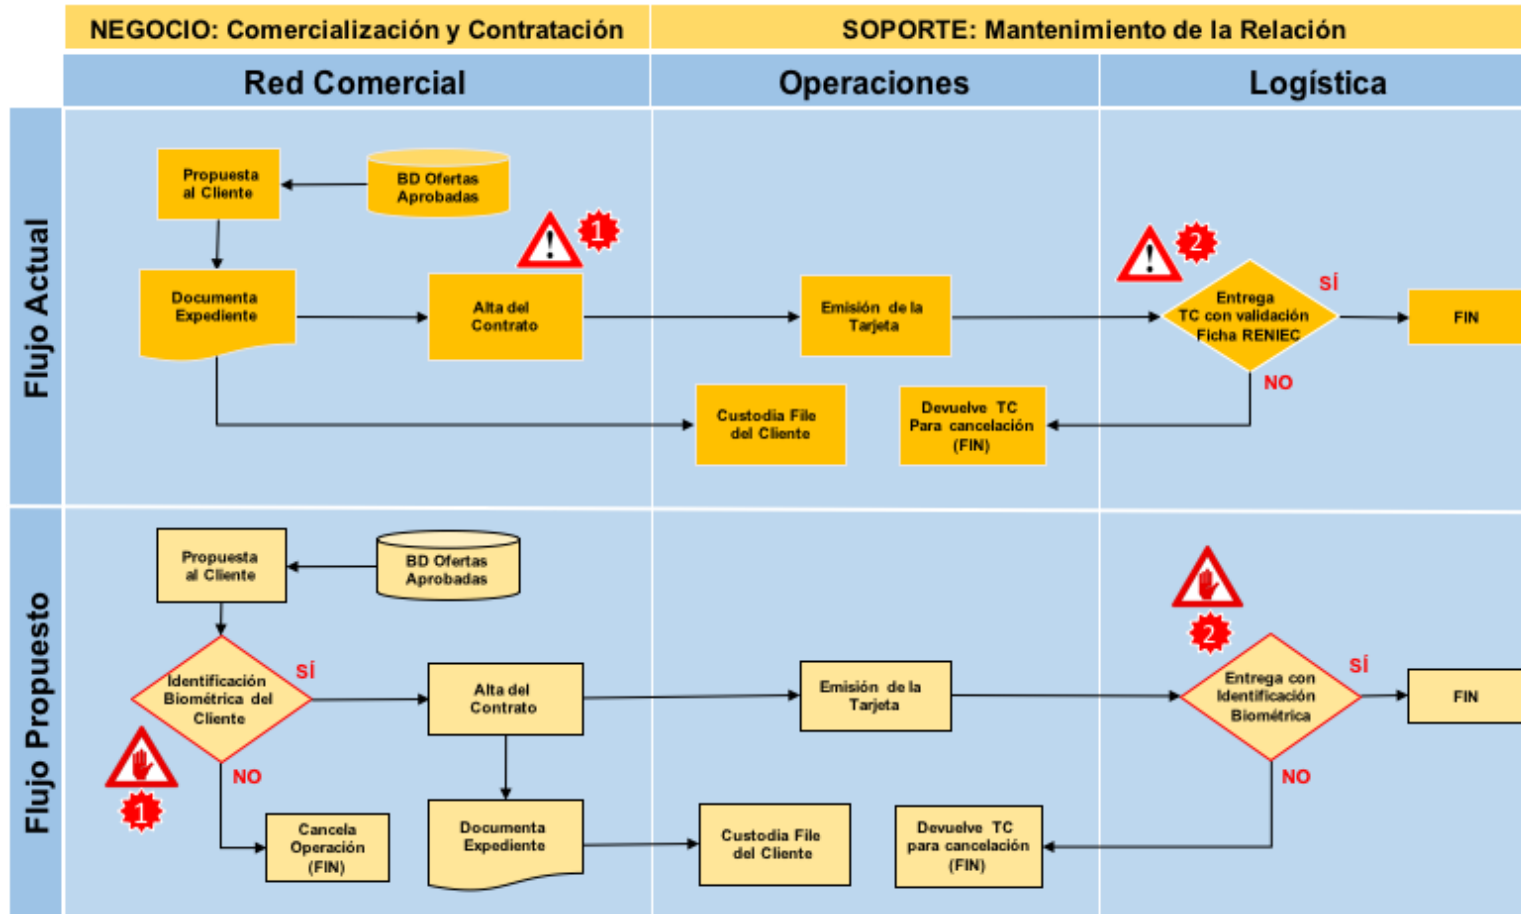 NEGOCIO: Comercialización y Contratación
SOPORTE: Mantenimiento de la Relación
Red Comercial
Operaciones
Logística
Flujo Actual
Propuesta
al Cliente
BD Ofertas
Aprobadas
1
Documenta
Expediente
Alta del
Contrato
Emisión de la
Tarjeta
2
Entrega
TC con validación
Ficha RENIEC
SÍ
FIN
NO
Custodia File
del Cliente
Devuelve TC
Para cancelación
(FIN)
Flujo Propuesto
Propuesta
al Cliente
BD Ofertas
Aprobadas
Identificación
Biométrica del
Cliente
SÍ
NO
1
Cancela
Operación
(FIN)
Alta del
Contrato
Documenta
Expediente
Emisión de la
Tarjeta
Custodia File
del Cliente
2
Entrega con
Identificación
Biométrica
SÍ
FIN
NO
Devuelve TC
para cancelación
(FIN)